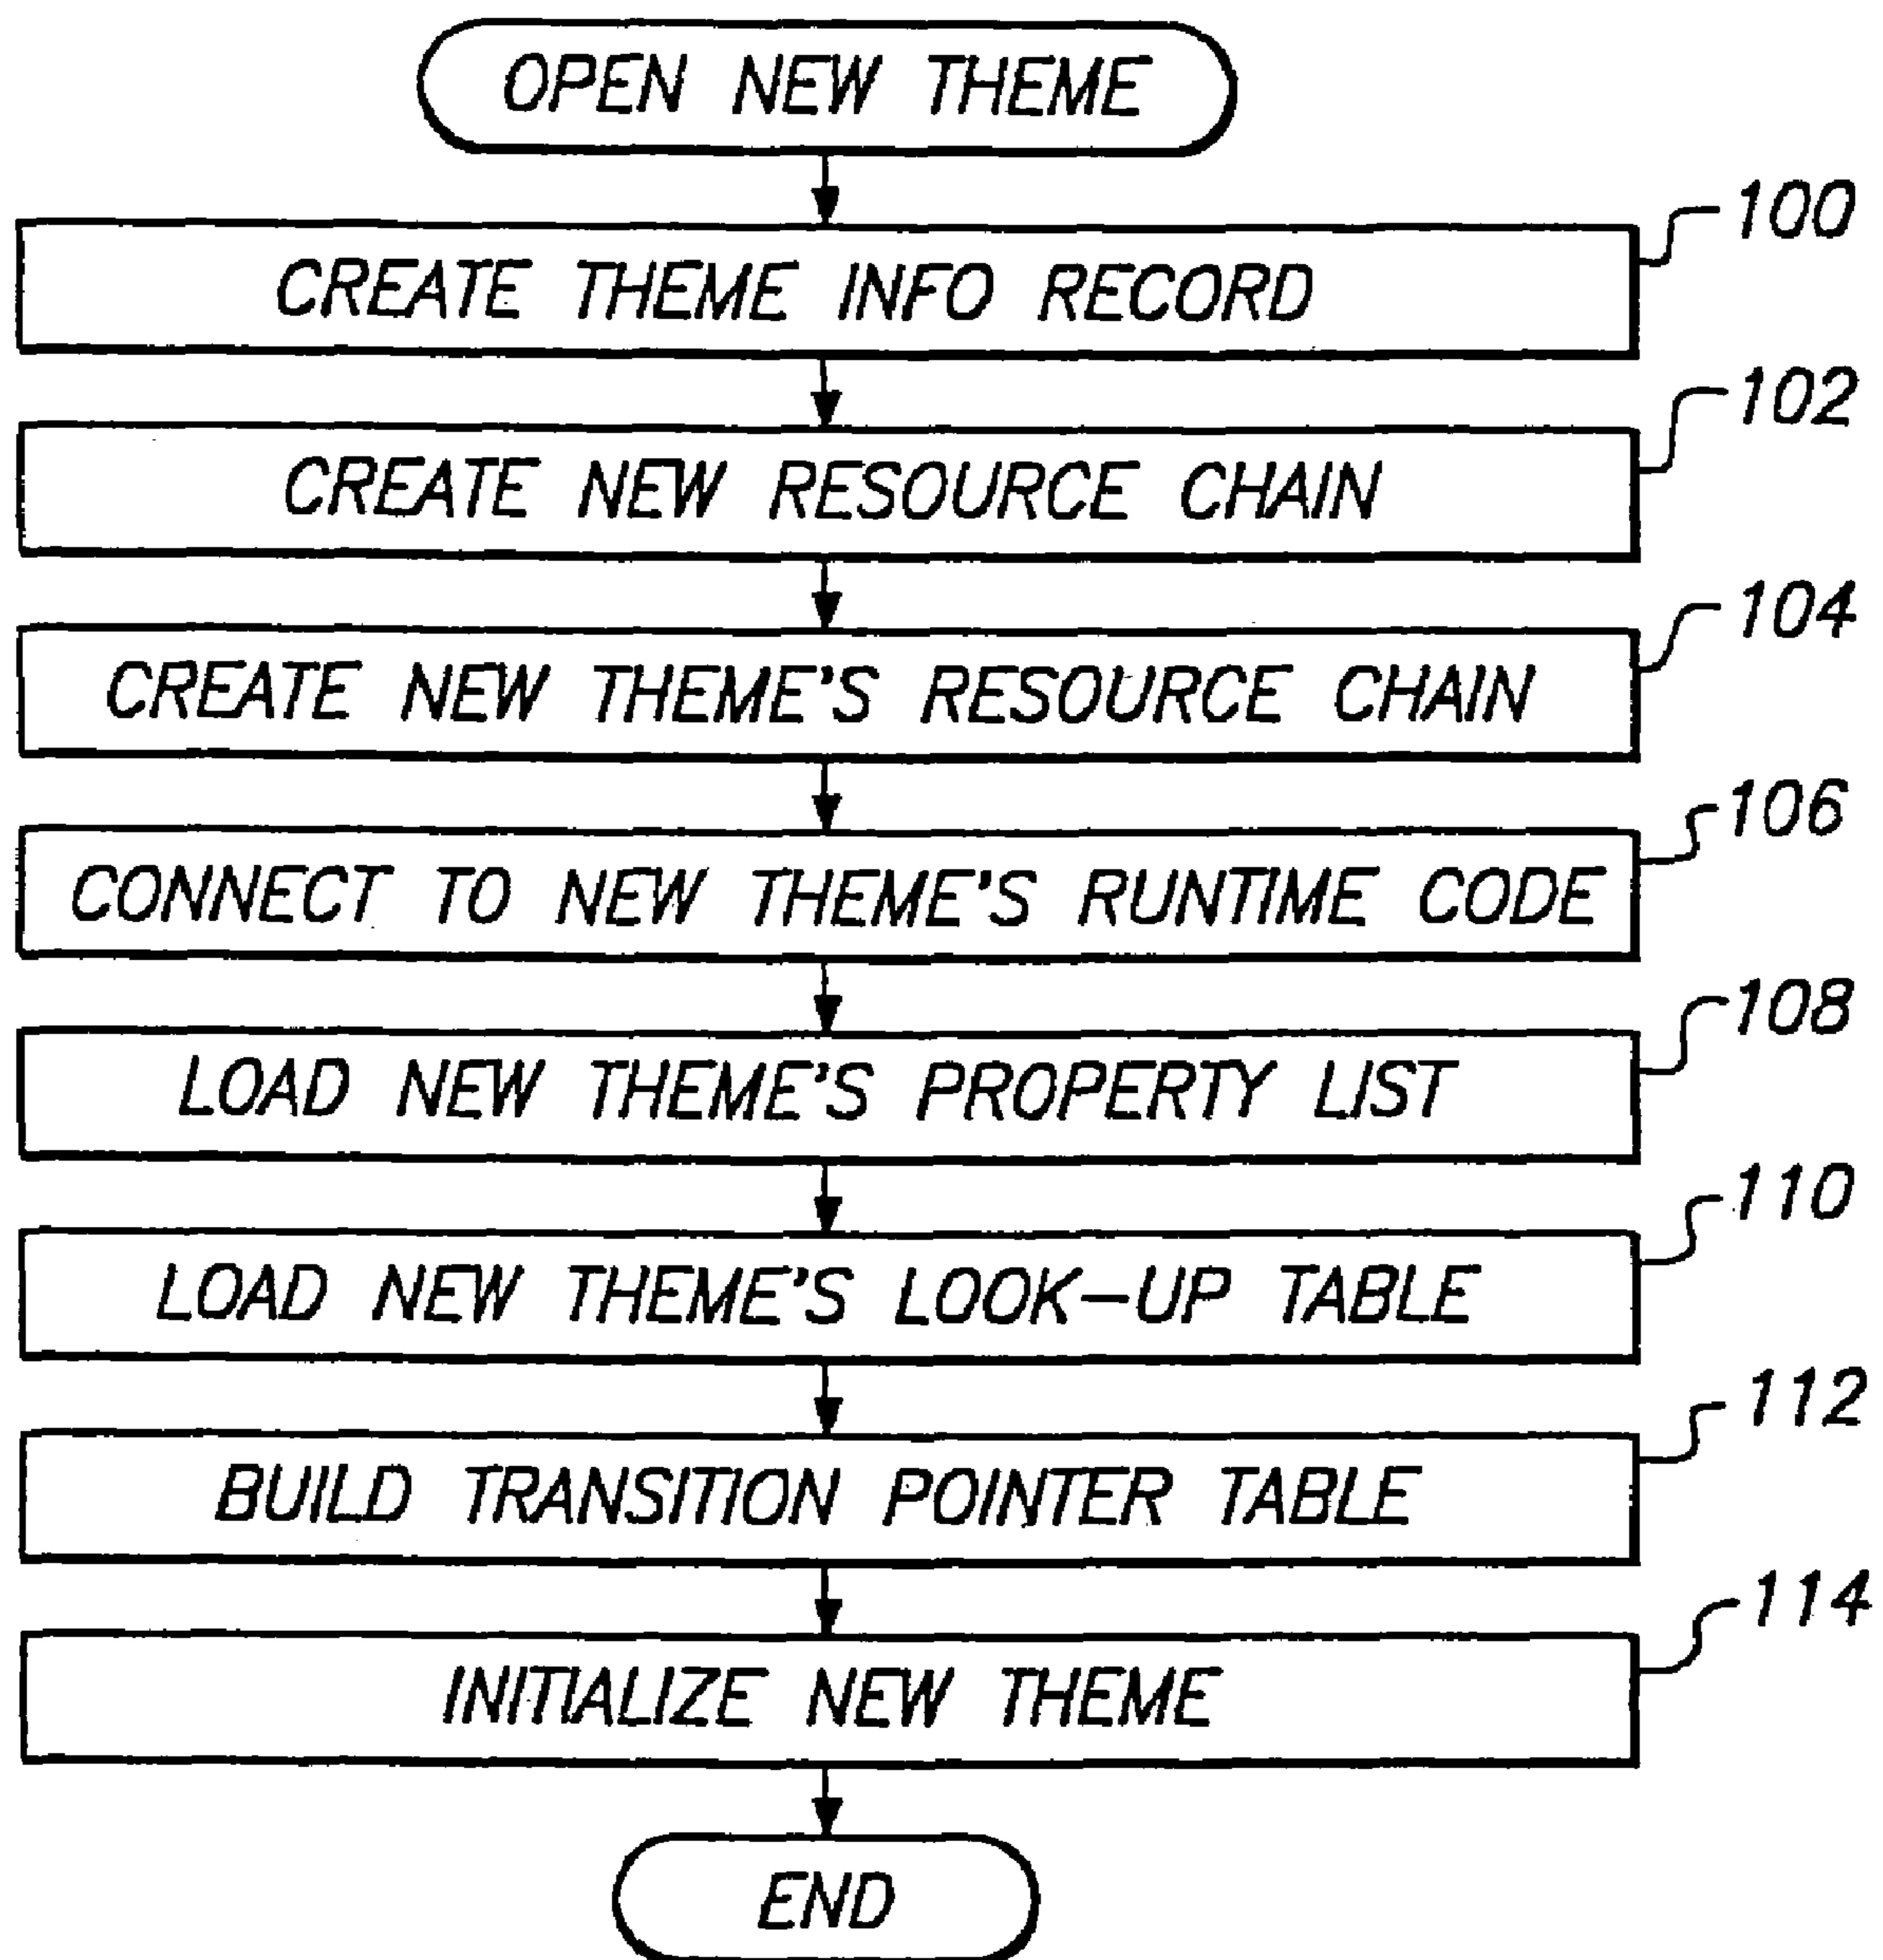 OPEN NEW THEME
CREATE THEME INFO RECORD
100
CREATE NEW RESOURCE CHAIN
102
CREATE NEW THEME'S RESOURCE CHAIN
104
CONNECT TO NEW THEME'S RUNTIME CODE
106
LOAD NEW THEME'S PROPERTY LIST
108
LOAD NEW THEME'S LOOK-UP TABLE
110
BUILD TRANSITION POINTER TABLE
112
INITIALIZE NEW THEME
114
END